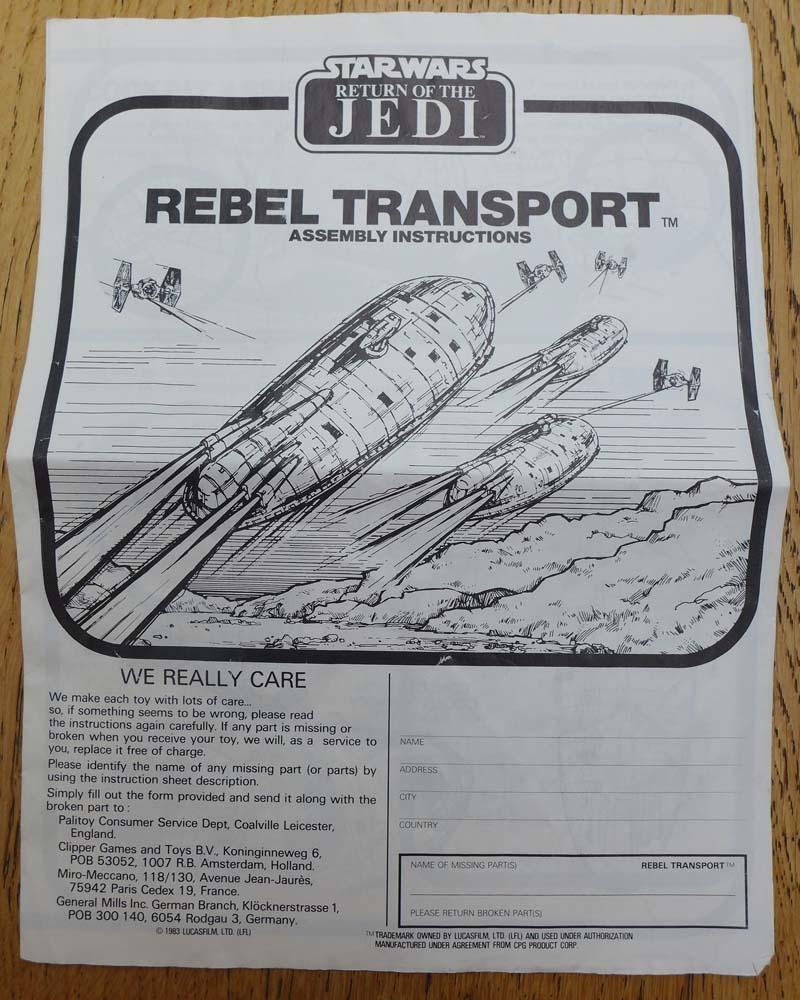 STAR WARS
RETURN OF THE
JEDI™
REBEL TRANSPORT™
ASSEMBLY INSTRUCTIONS
WE REALLY CARE
We make each toy with lots of care...
so, if something seems to be wrong, please read
the instructions again carefully. If any part is missing or
broken when you receive your toy, we will, as a service to
you, replace it free of charge.
Please identify the name of any missing part (or parts) by
using the instruction sheet description.
Simply fill out the form provided and send it along with the
broken part to :
Palitoy Consumer Service Dept, Coalville Leicester,
England.
Clipper Games and Toys B.V., Koninginneweg 6,
POB 53052, 1007 R.B. Amsterdam, Holland.
Miro-Meccano, 118/130, Avenue Jean-Jaurès,
75942 Paris Cedex 19, France.
General Mills Inc. German Branch, Klöcknerstrasse 1,
POB 300 140, 6054 Rodgau 3, Germany.
© 1983 LUCASFILM, LTD. (LFL)
NAME
ADDRESS
CITY
COUNTRY
NAME OF MISSING PART(S) REBEL TRANSPORT™
PLEASE RETURN BROKEN PART(S)
™TRADEMARK OWNED BY LUCASFILM, LTD. (LFL) AND USED UNDER AUTHORIZATION
MANUFACTURED UNDER AGREEMENT FROM CPG PRODUCT CORP.